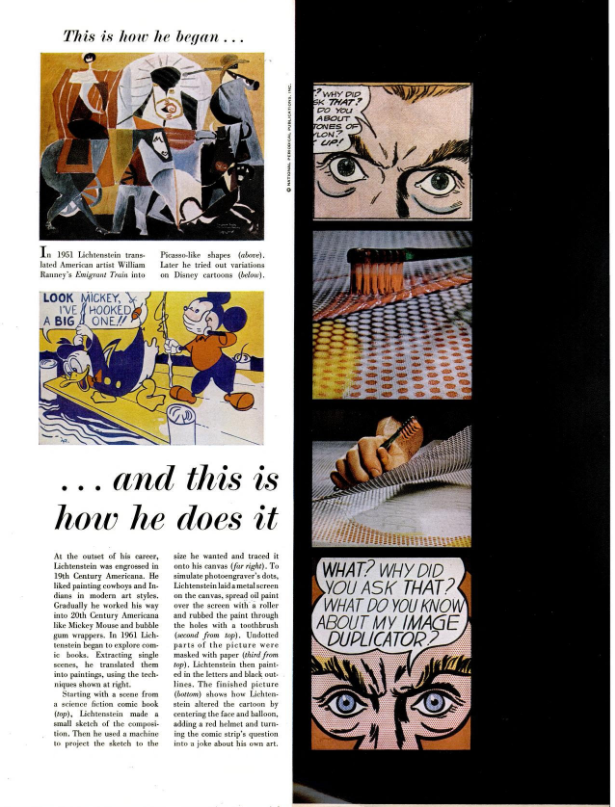 This is how he began . . .
© NATIONAL PERIODICAL PUBLICATIONS, INC.
In 1951 Lichtenstein trans-
lated American artist William
Ranney's Emigrant Train into
Picasso-like shapes (above).
Later he tried out variations
on Disney cartoons (below).
LOOK MICKEY,
I'VE HOOKED
A BIG ONE!!
. . . and this is
how he does it
At the outset of his career,
Lichtenstein was engrossed in
19th Century Americana. He
liked painting cowboys and In-
dians in modern art styles.
Gradually he worked his way
into 20th Century Americana
like Mickey Mouse and bubble
gum wrappers. In 1961 Lich-
tenstein began to explore com-
ic books. Extracting single
scenes, he translated them
into paintings, using the tech-
niques shown at right.
Starting with a scene from
a science fiction comic book
(top), Lichtenstein made a
small sketch of the composi-
tion. Then he used a machine
to project the sketch to the
size he wanted and traced it
onto his canvas (far right). To
simulate photoengraver's dots,
Lichtenstein laid a metal screen
on the canvas, spread oil paint
over the screen with a roller
and rubbed the paint through
the holes with a toothbrush
(second from top). Undotted
parts of the picture were
masked with paper (third from
top). Lichtenstein then paint-
ed in the letters and black out-
lines. The finished picture
(bottom) shows how Lichten-
stein altered the cartoon by
centering the face and balloon,
adding a red helmet and turn-
ing the comic strip's question
into a joke about his own art.
? WHY DID
SK THAT?
DO YOU
ABOUT
TONES OF
YLON?
UP!
WHAT? WHY DID
YOU ASK THAT?
WHAT DO YOU KNOW
ABOUT MY IMAGE
DUPLICATOR?